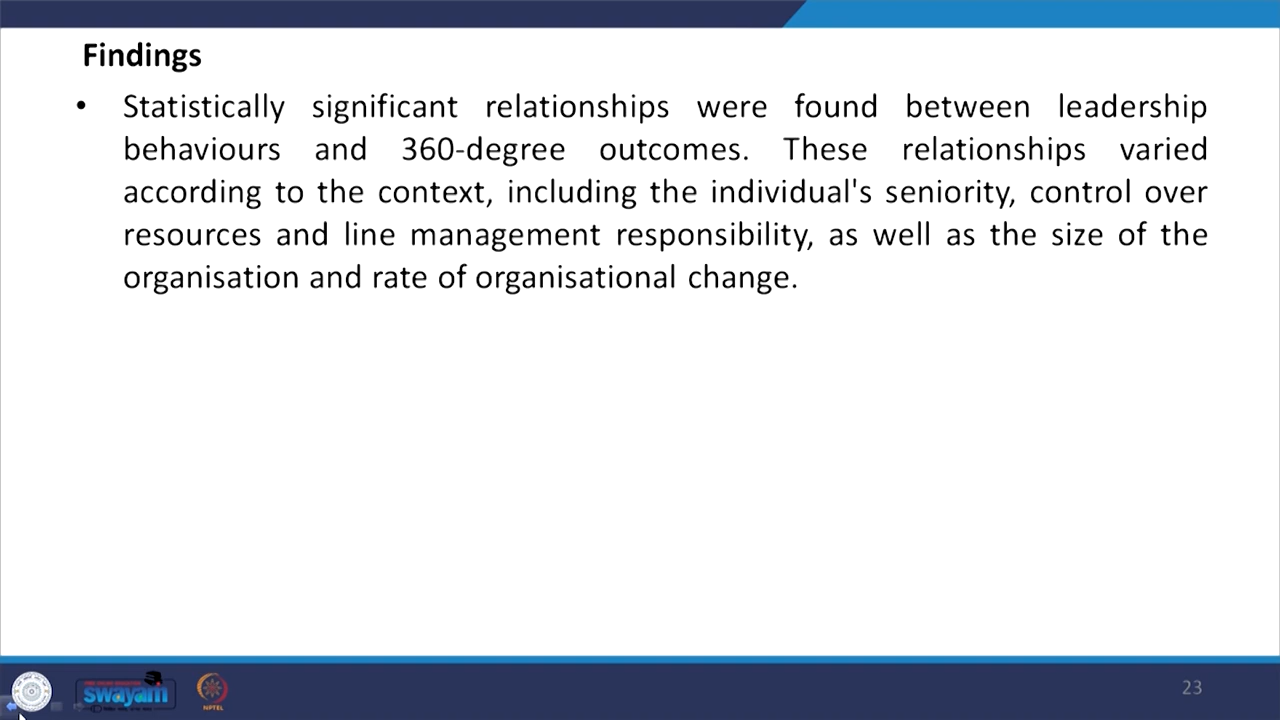 Findings
• Statistically significant relationships were found between leadership
behaviours and 360-degree outcomes. These relationships varied
according to the context, including the individual's seniority, control over
resources and line management responsibility, as well as the size of the
organisation and rate of organisational change.
swayam
NPTEL
23